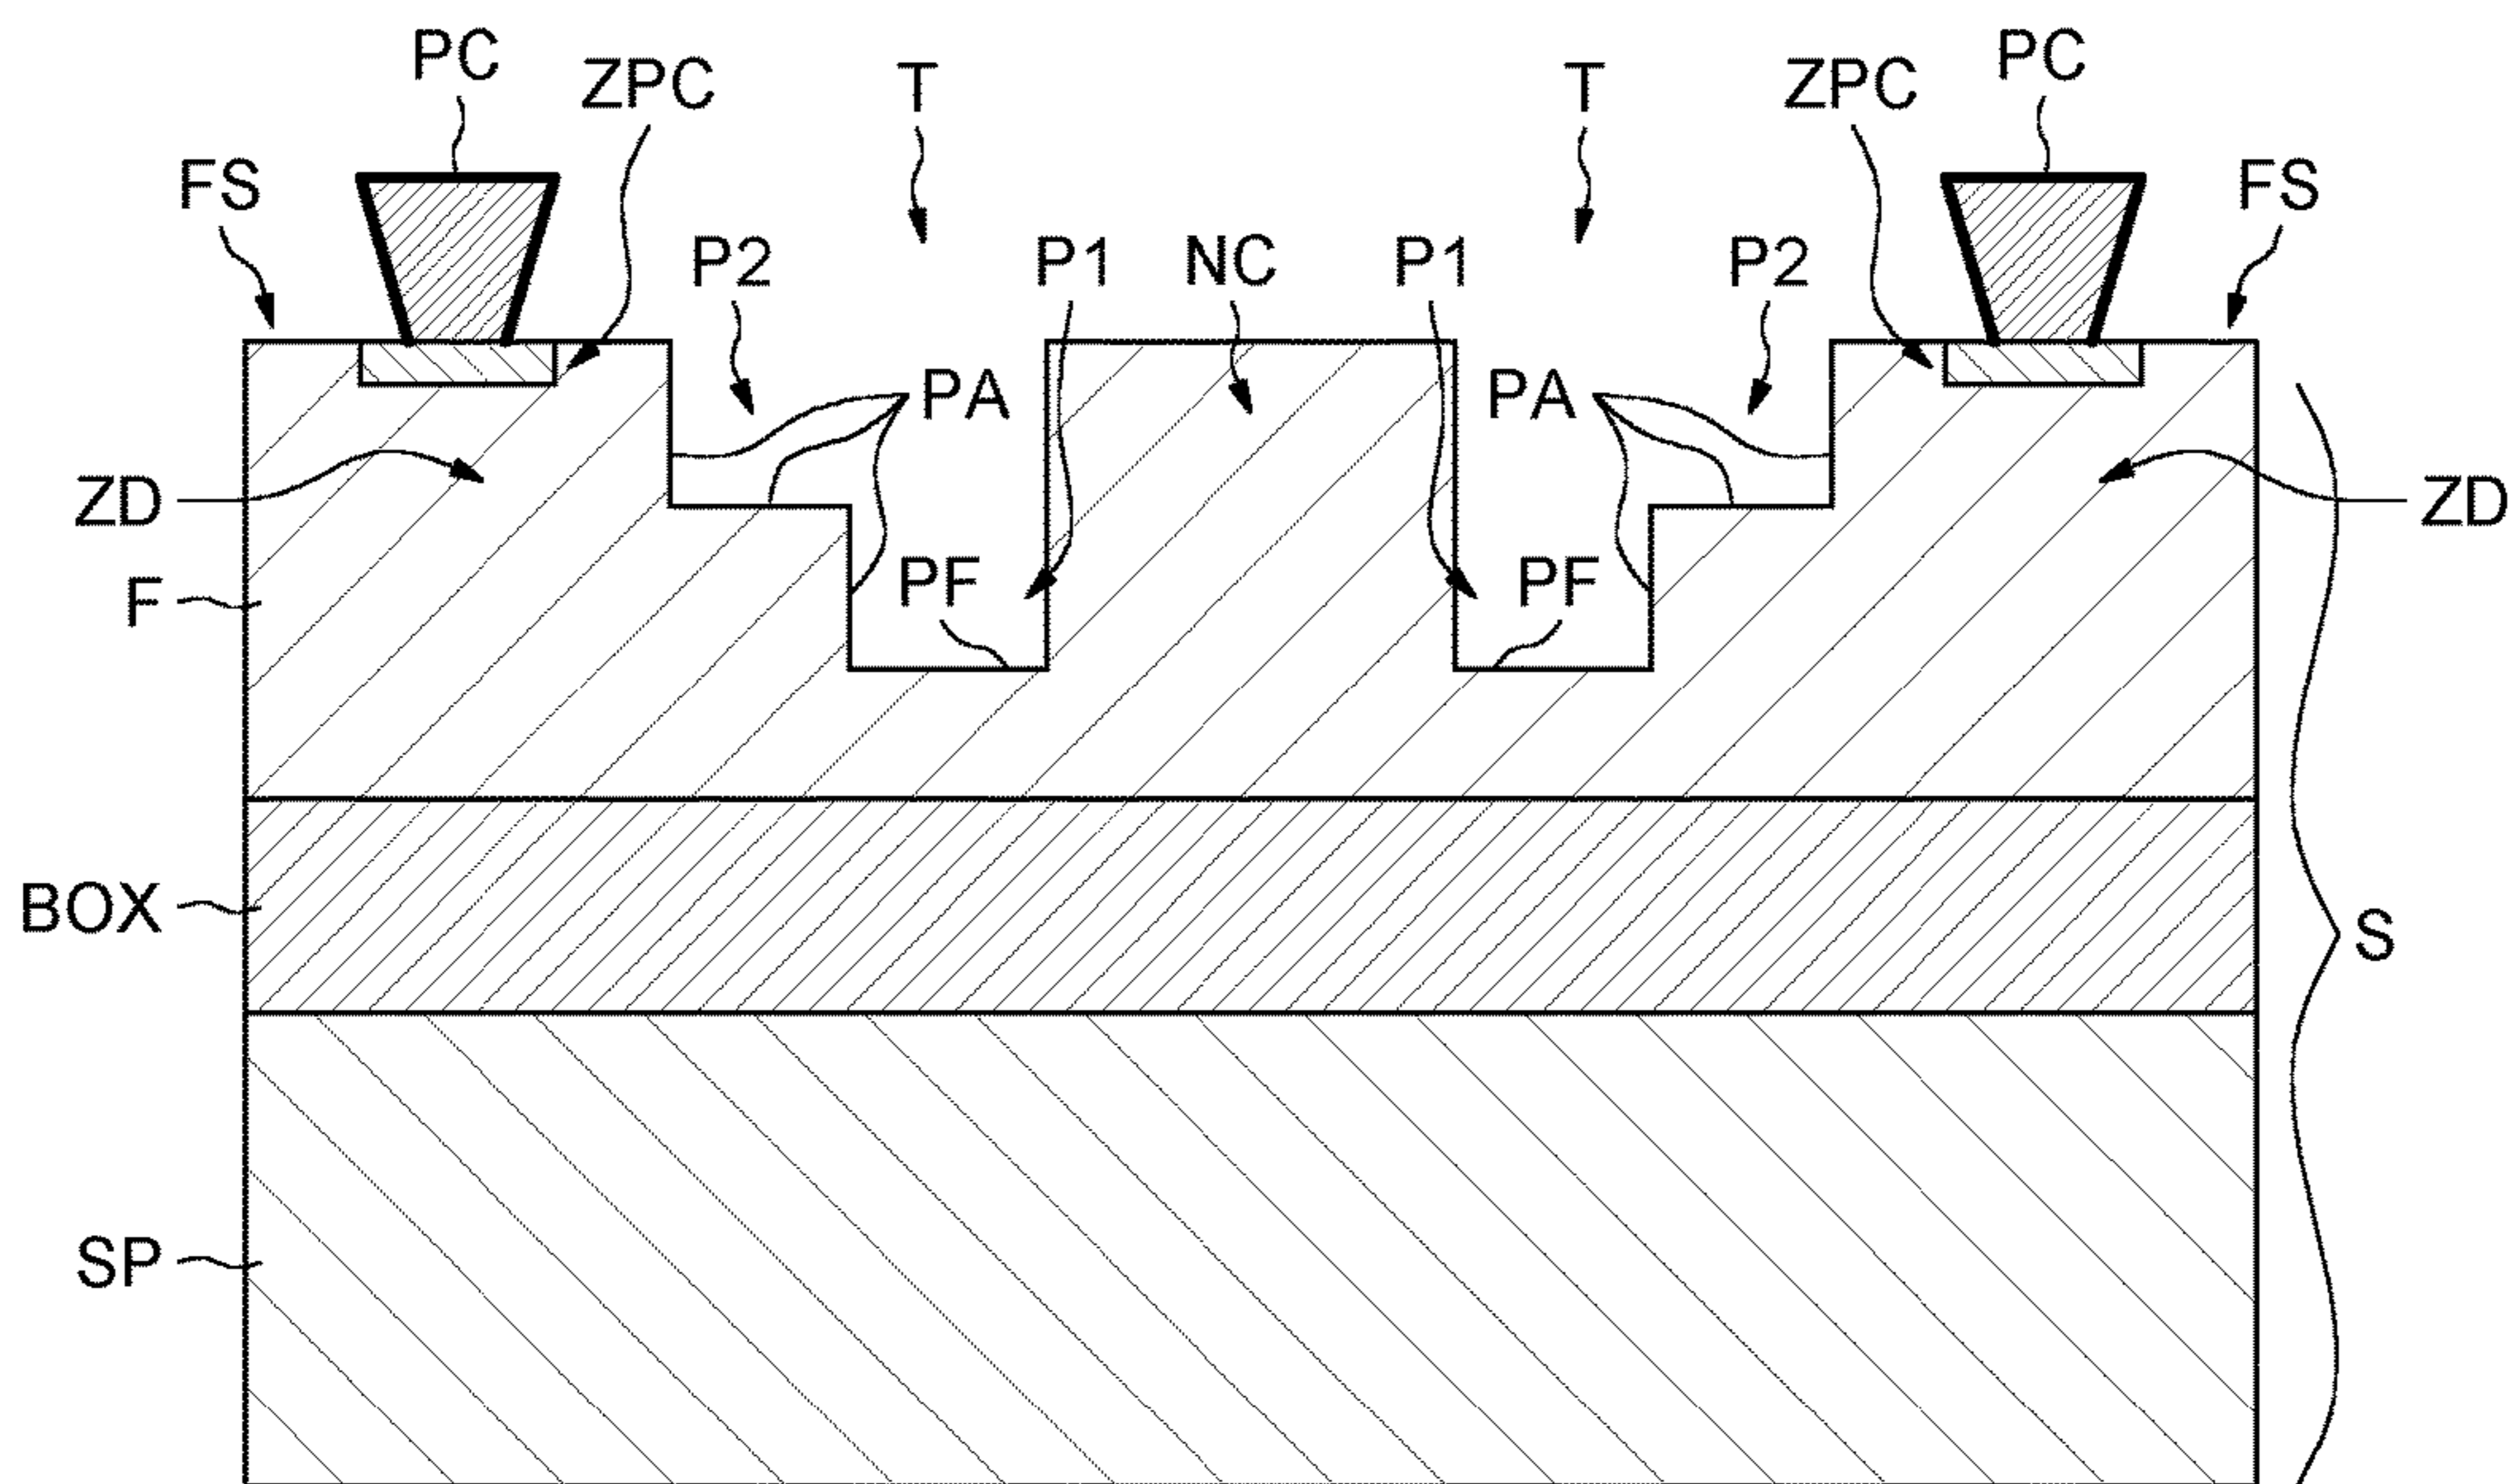 PC PC
ZPC T T ZPC
FS FS
P2 P1 NC P1 P2
PA PA
ZD ZD
F PF PF
BOX S
SP